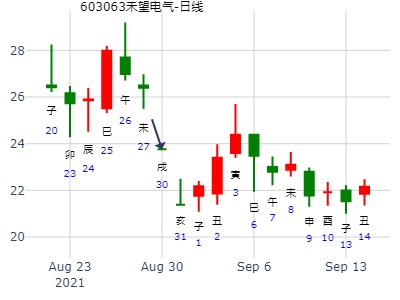 603063禾望电气-日线
28
26
24
22
20
子
20
卯
23
辰
24
巳
25
午
26
未
27
戌
30
亥
31
子
1
丑
2
寅
3
巳
6
午
7
未
8
申
9
酉
10
子
13
丑
14
Aug 23
2021
Aug 30
Sep 6
Sep 13